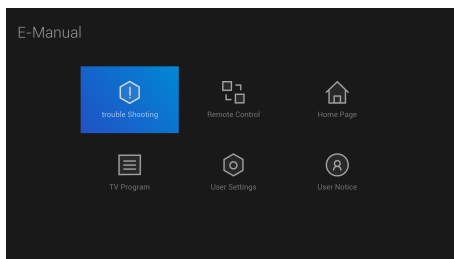 E-Manual
trouble Shooting
Remote Control
Home Page
TV Program
User Settings
User Notice